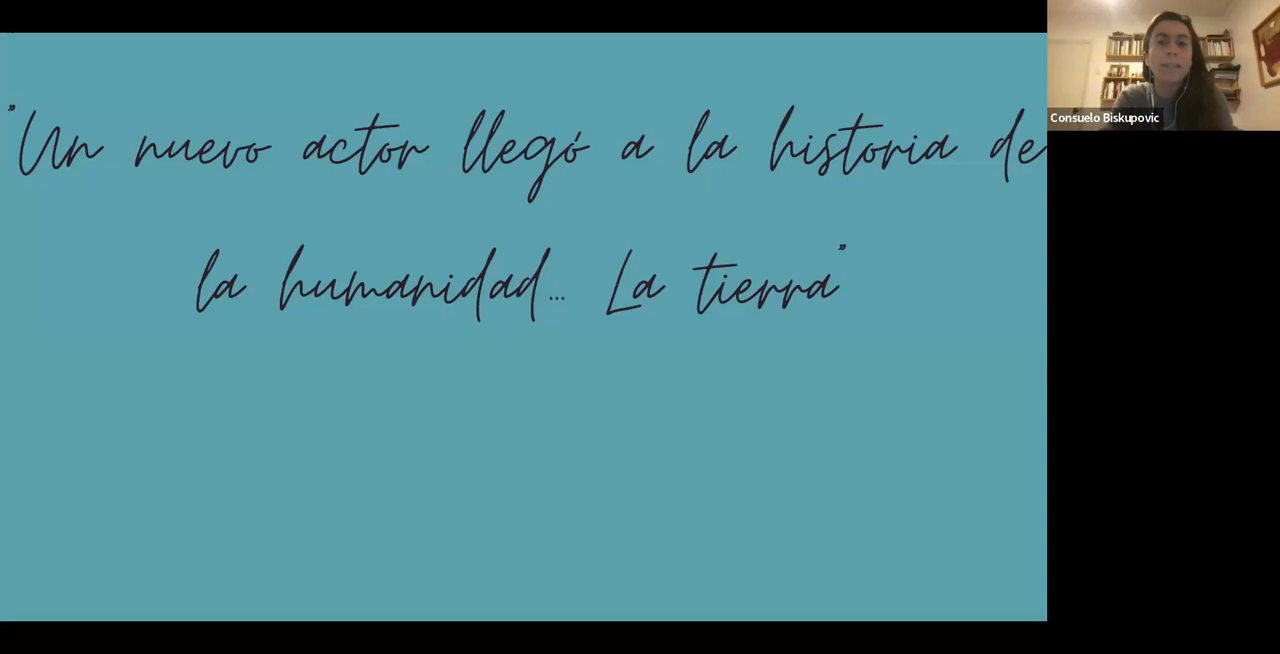 "Un nuevo actor llegó a la historia de
la humanidad... La tierra"
Consuelo Biskupovic